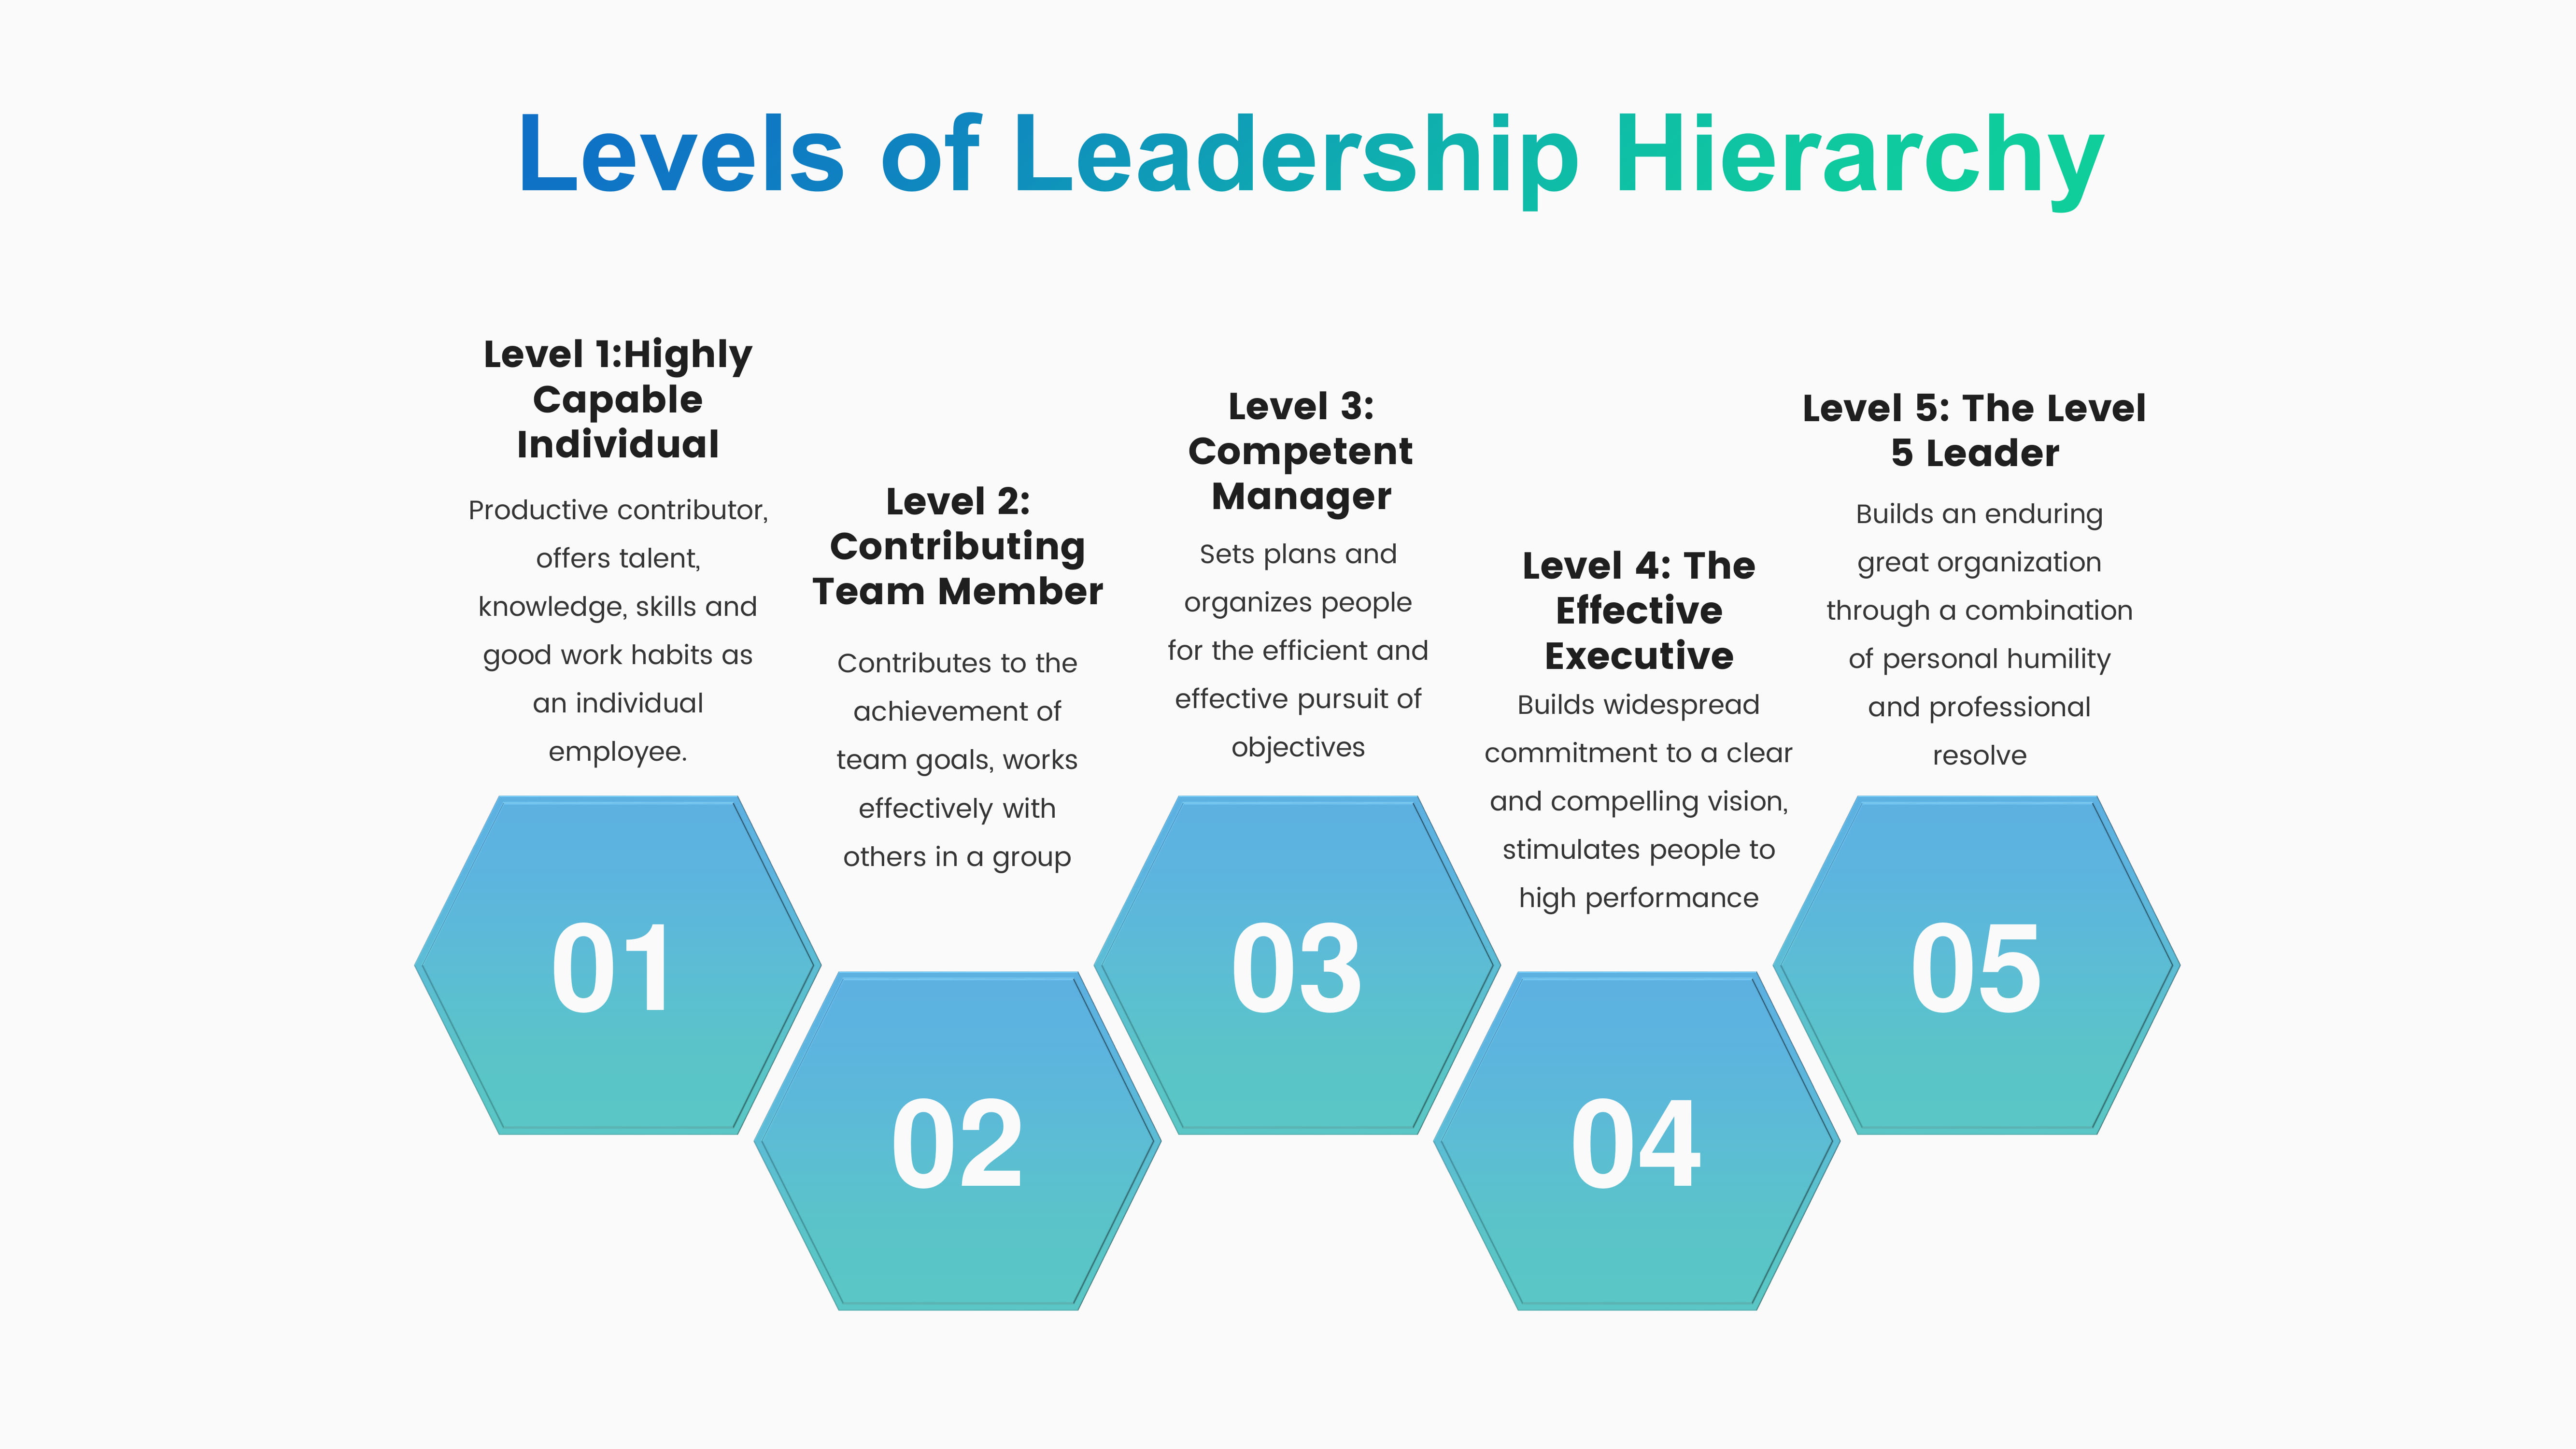 Levels of Leadership Hierarchy
Level 1:Highly
Capable
Individual
Productive contributor,
offers talent,
knowledge, skills and
good work habits as
an individual
employee.
01
Level 2:
Contributing
Team Member
Contributes to the
achievement of
team goals, works
effectively with
others in a group
02
Level 3:
Competent
Manager
Sets plans and
organizes people
for the efficient and
effective pursuit of
objectives
03
Level 4: The
Effective
Executive
Builds widespread
commitment to a clear
and compelling vision,
stimulates people to
high performance
04
Level 5: The Level
5 Leader
Builds an enduring
great organization
through a combination
of personal humility
and professional
resolve
05